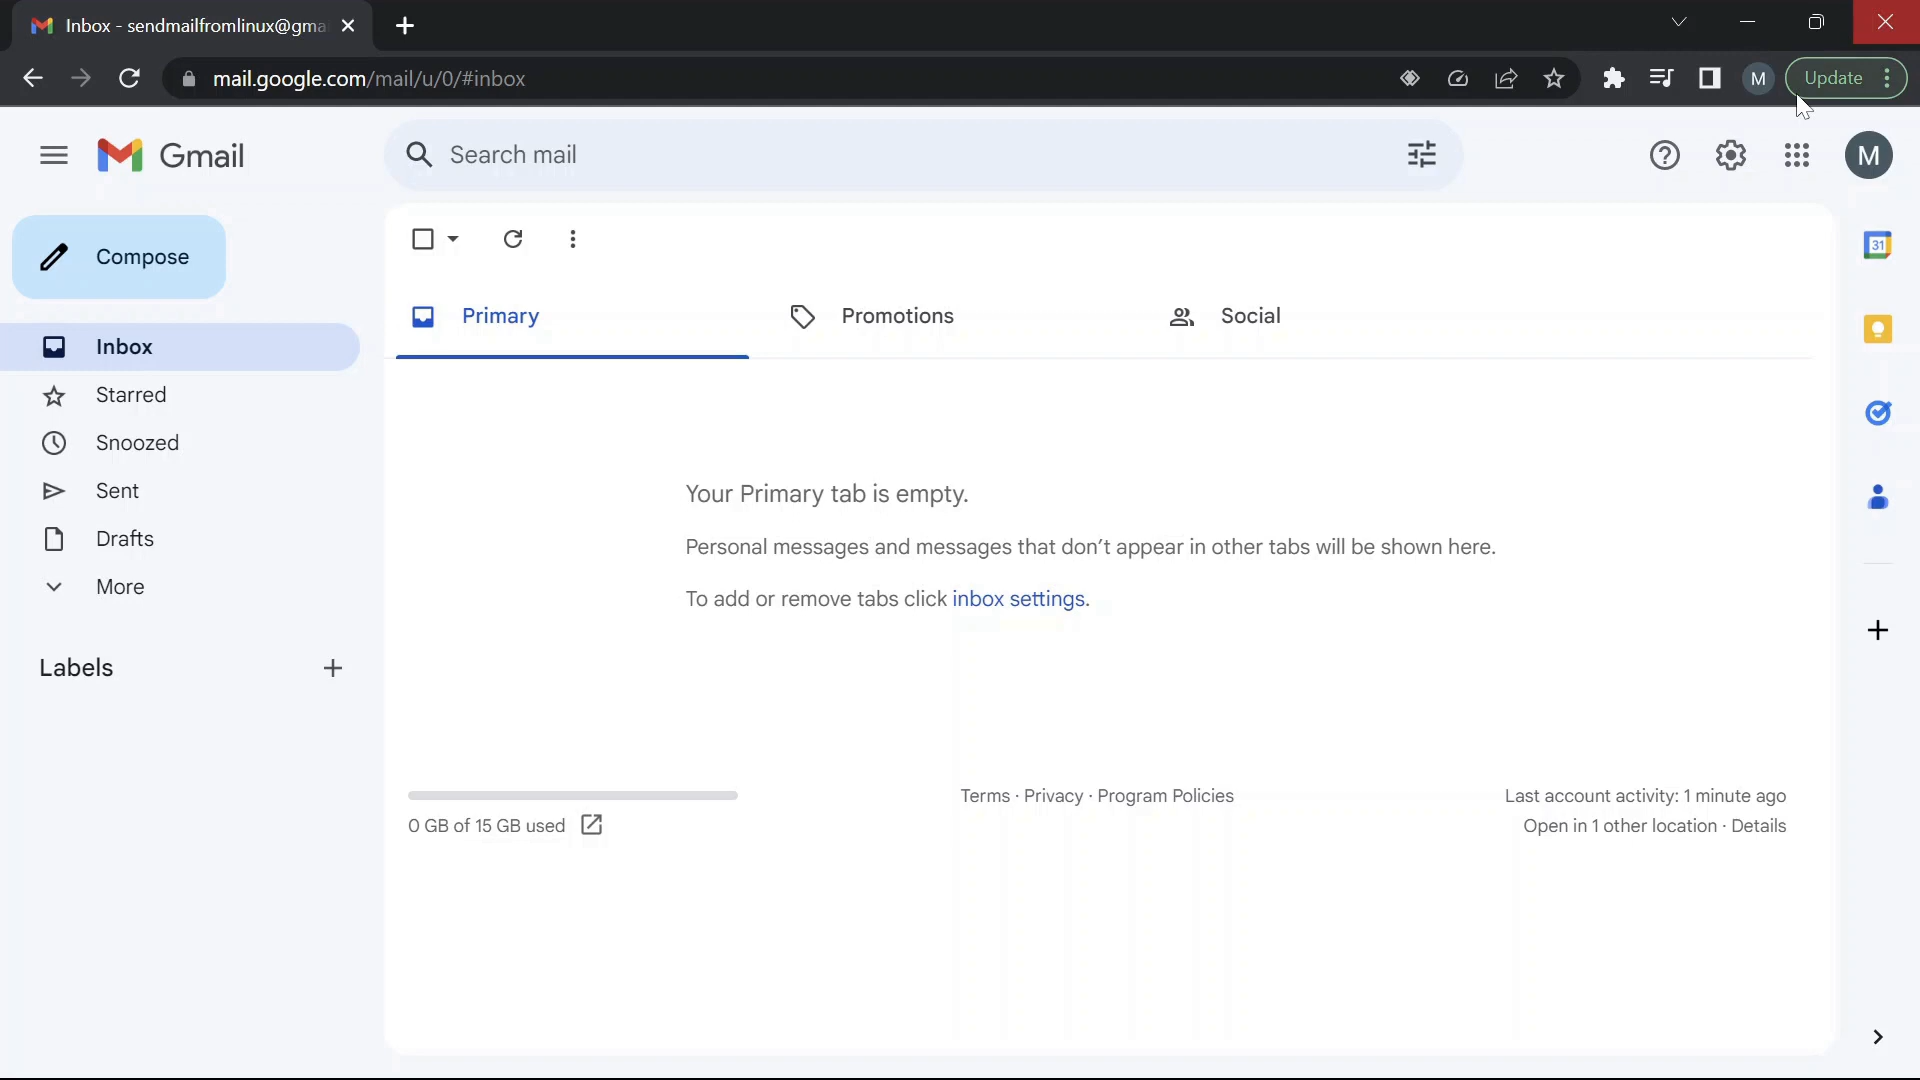 Inbox - sendmailfromlinux@gma
mail.google.com/mail/u/0/#inbox
M
Update
Gmail
Search mail
M
Compose
Inbox
Starred
Snoozed
Sent
Drafts
More
Labels
Primary
Promotions
Social
31
Your Primary tab is empty.
Personal messages and messages that don't appear in other tabs will be shown here.
To add or remove tabs click inbox settings.
0 GB of 15 GB used
Terms · Privacy · Program Policies
Last account activity: 1 minute ago
Open in 1 other location · Details